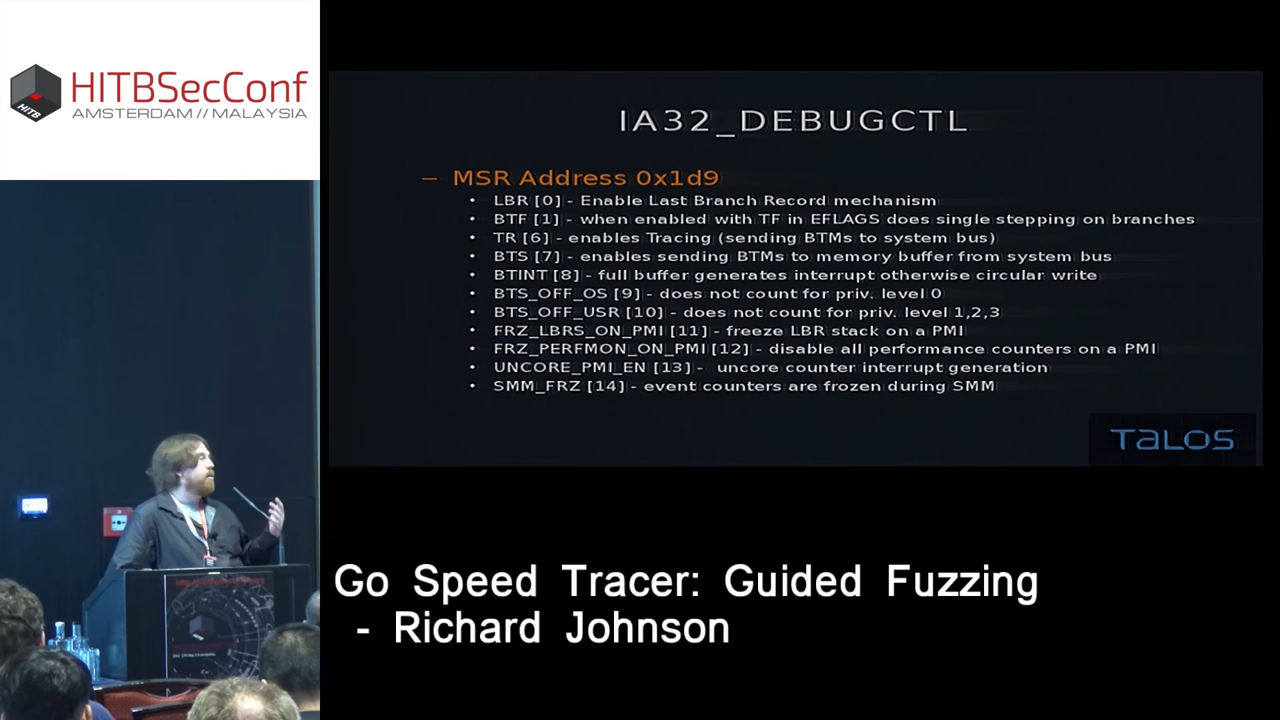 HITBSecConf
AMSTERDAM // MALAYSIA
HITB
IA32_DEBUGCTL
– MSR Address 0x1d9
• LBR [0] - Enable Last Branch Record mechanism
• BTF [1] - when enabled with TF in EFLAGS does single stepping on branches
• TR [6] - enables Tracing (sending BTMs to system bus)
• BTS [7] - enables sending BTMs to memory buffer from system bus
• BTINT [8] - full buffer generates interrupt otherwise circular write
• BTS_OFF_OS [9] - does not count for priv. level 0
• BTS_OFF_USR [10] - does not count for priv. level 1,2,3
• FRZ_LBRS_ON_PMI [11] - freeze LBR stack on a PMI
• FRZ_PERFMON_ON_PMI [12] - disable all performance counters on a PMI
• UNCORE_PMI_EN [13] - uncore counter interrupt generation
• SMM_FRZ [14] - event counters are frozen during SMM
TALOS
Go Speed Tracer: Guided Fuzzing
- Richard Johnson